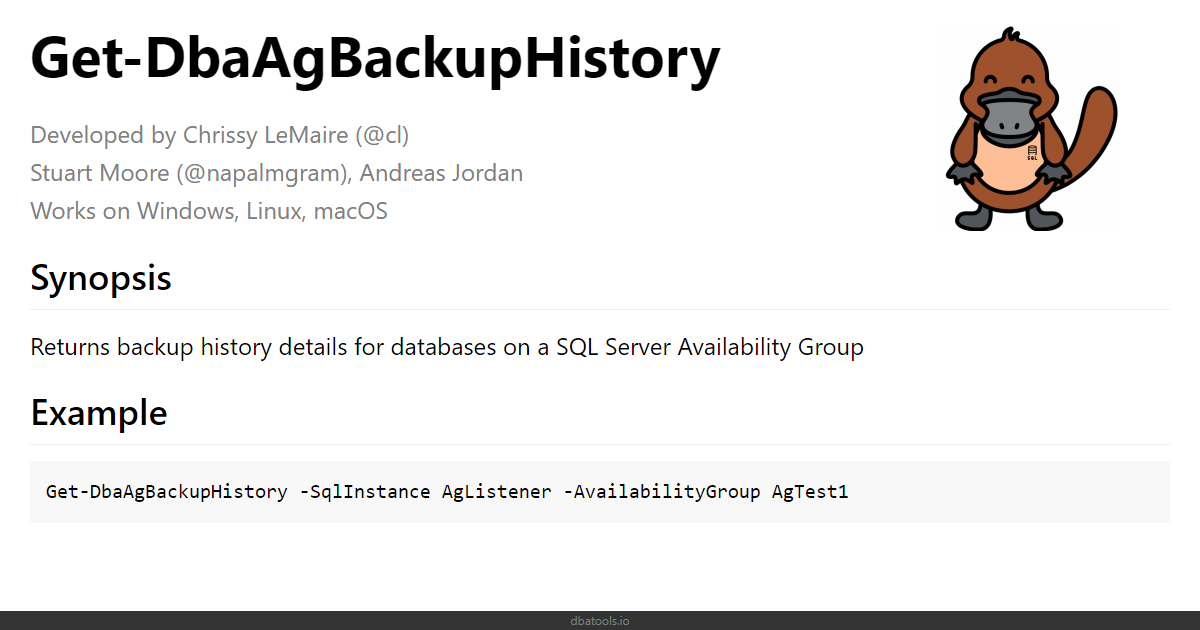 Get-DbaAgBackupHistory
Developed by Chrissy LeMaire (@cl)
Stuart Moore (@napalmgram), Andreas Jordan
Works on Windows, Linux, macOS
SQL
Synopsis
Returns backup history details for databases on a SQL Server Availability Group
Example
Get-DbaAgBackupHistory -SqlInstance AgListener -AvailabilityGroup AgTest1
dbatools.io